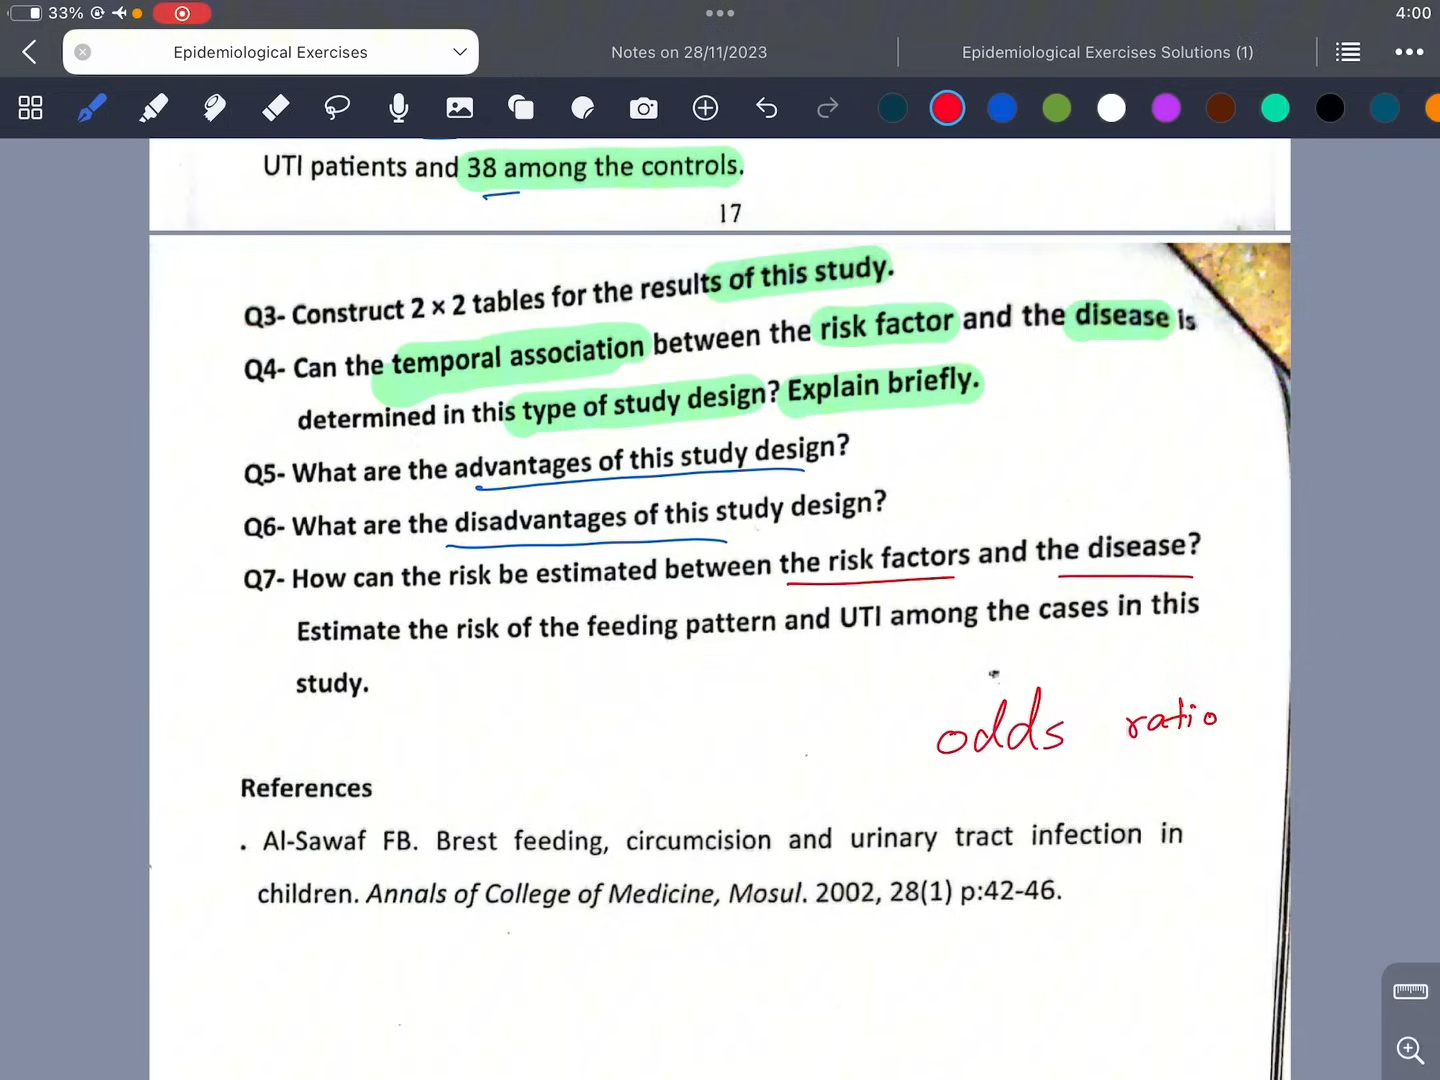 33%
4:00
Epidemiological Exercises
Notes on 28/11/2023
Epidemiological Exercises Solutions (1)
UTI patients and 38 among the controls.
17
Q3- Construct 2 × 2 tables for the results of this study.
Q4- Can the temporal association between the risk factor and the disease is
determined in this type of study design? Explain briefly.
Q5- What are the advantages of this study design?
Q6- What are the disadvantages of this study design?
Q7- How can the risk be estimated between the risk factors and the disease?
Estimate the risk of the feeding pattern and UTI among the cases in this
study.
odds ratio
References
. Al-Sawaf FB. Brest feeding, circumcision and urinary tract infection in
children. Annals of College of Medicine, Mosul. 2002, 28(1) p:42-46.